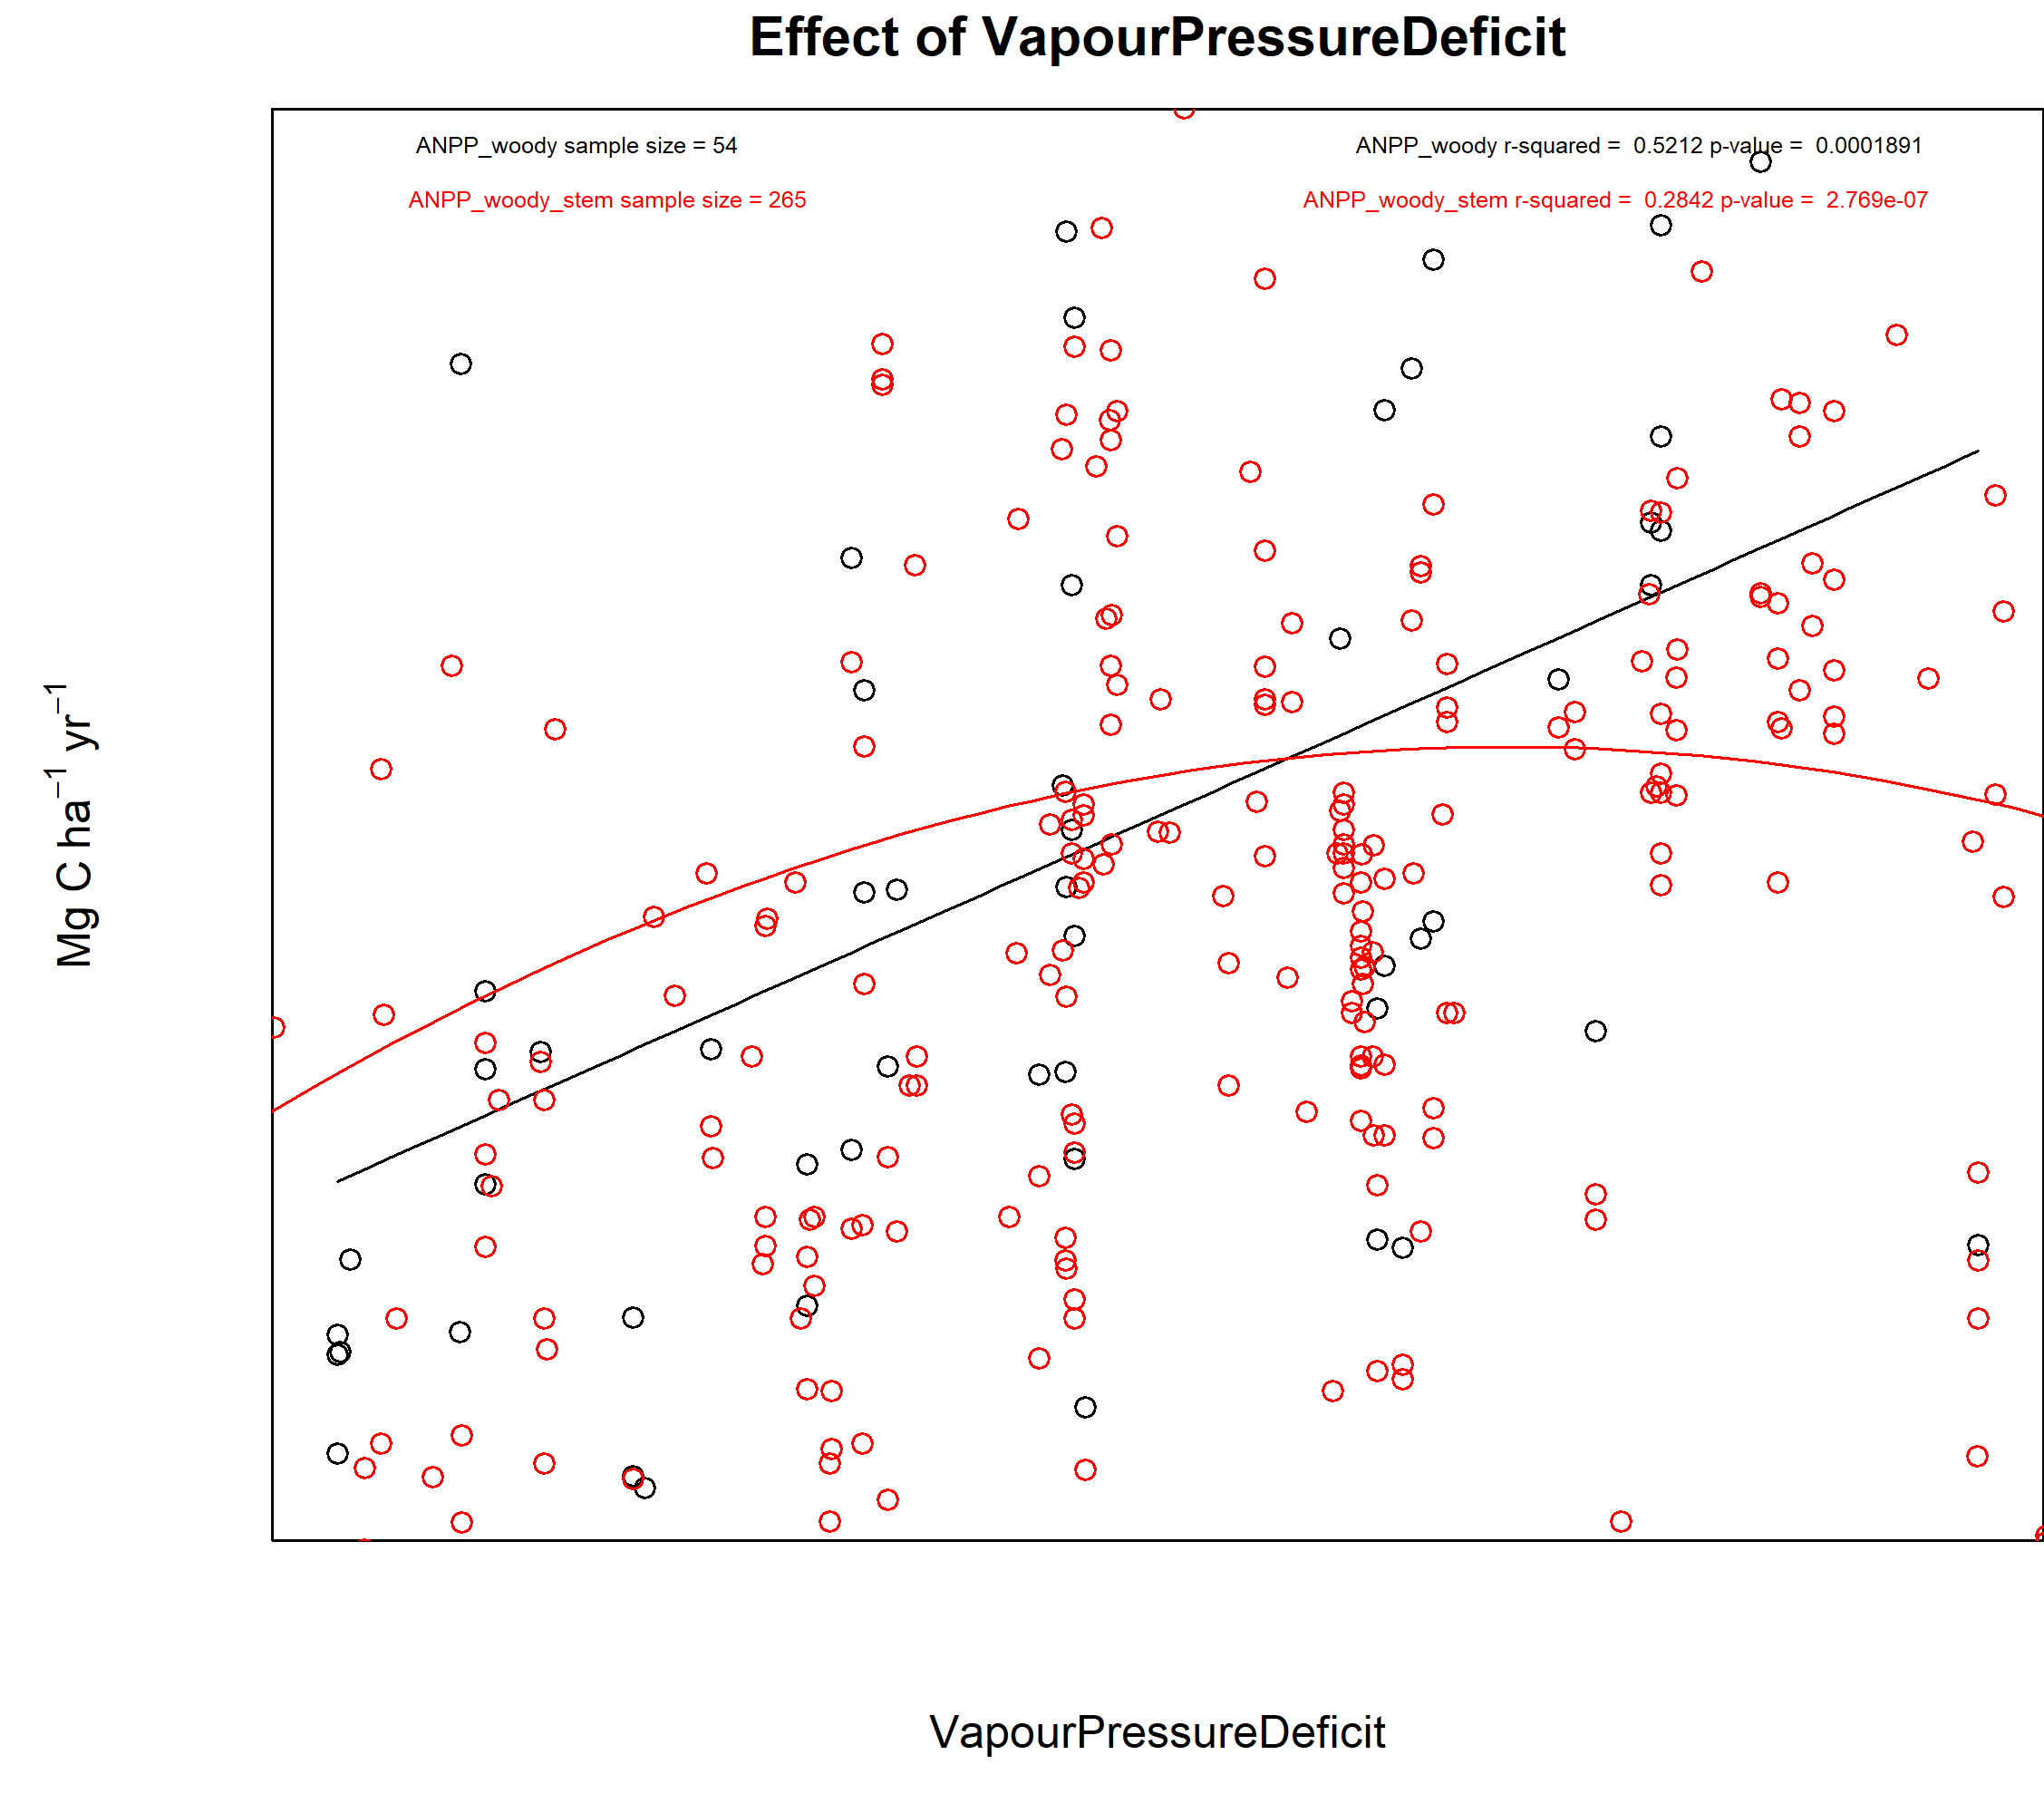 Effect of VapourPressureDeficit
ANPP_woody sample size = 54
ANPP_woody r-squared = 0.5212 p-value = 0.0001891
ANPP_woody_stem sample size = 265
ANPP_woody_stem r-squared = 0.2842 p-value = 2.769e-07
Mg C ha⁻¹ yr⁻¹
VapourPressureDeficit